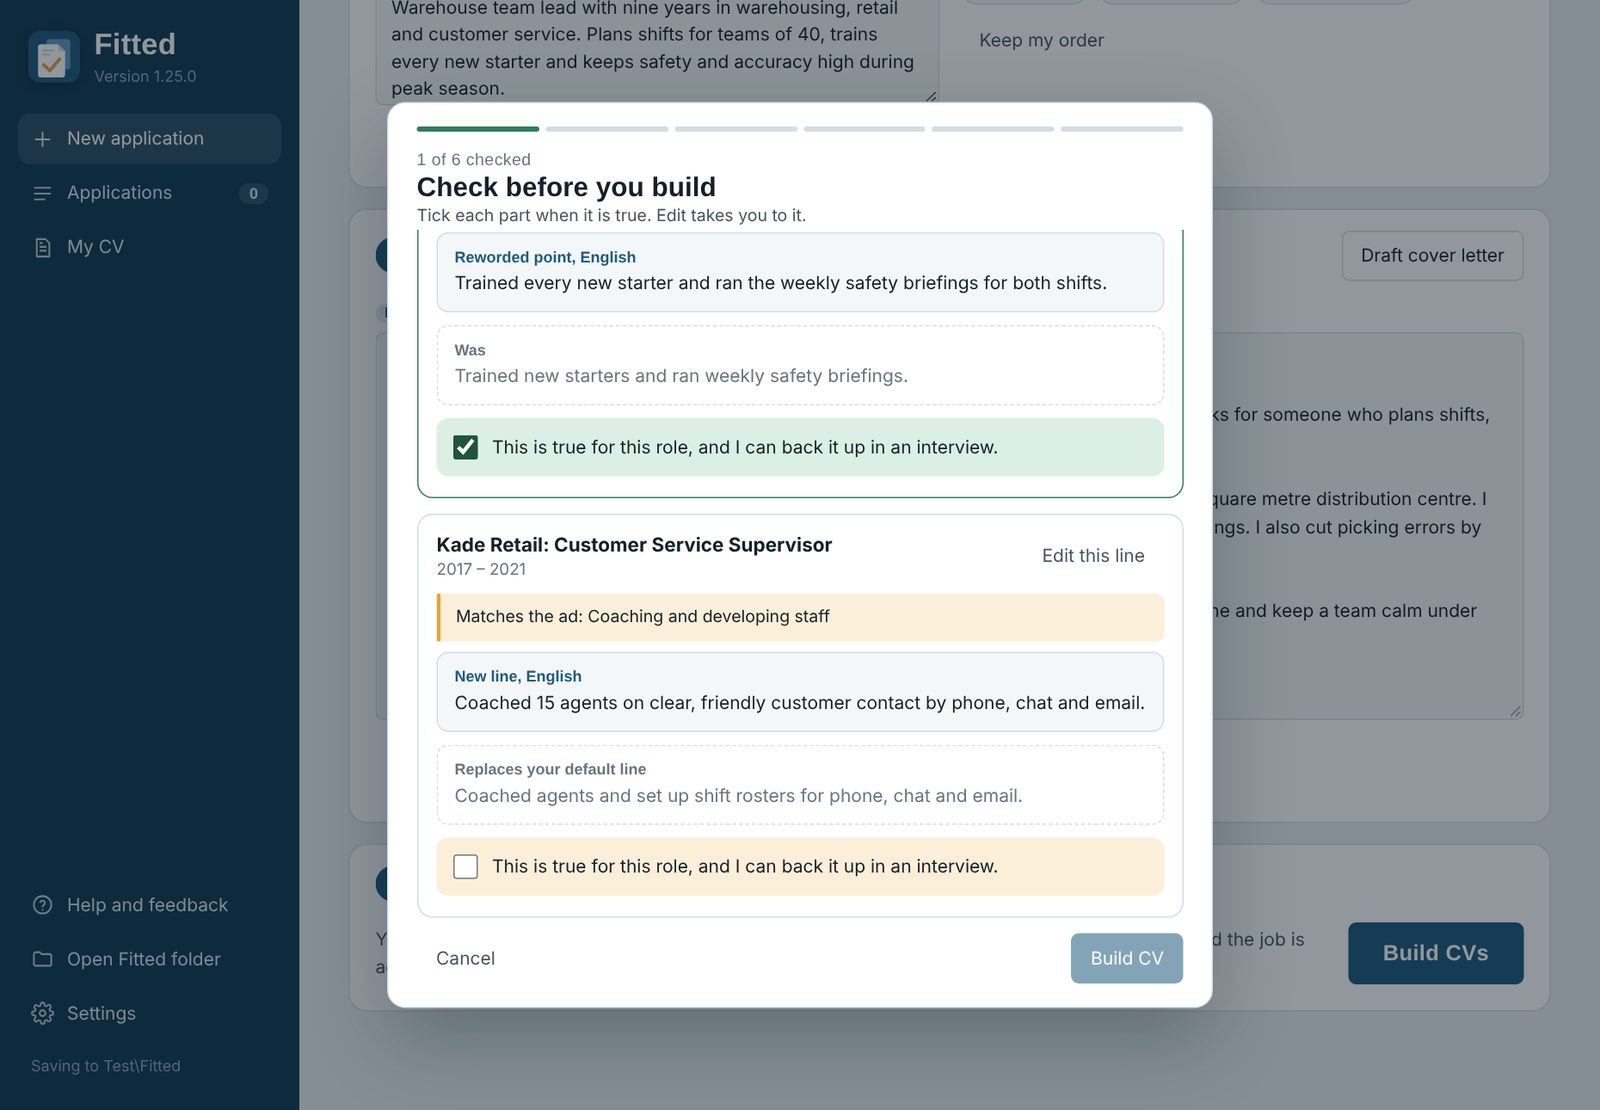 Fitted
Version 1.25.0
New application
Applications
0
My CV
Help and feedback
Open Fitted folder
Settings
Saving to Test\Fitted
Warehouse team lead with nine years in warehousing, retail
and customer service. Plans shifts for teams of 40, trains
every new starter and keeps safety and accuracy high during
peak season.
Keep my order
1 of 6 checked
Check before you build
Tick each part when it is true. Edit takes you to it.
Reworded point, English
Trained every new starter and ran the weekly safety briefings for both shifts.
Was
Trained new starters and ran weekly safety briefings.
This is true for this role, and I can back it up in an interview.
Kade Retail: Customer Service Supervisor
2017 – 2021
Edit this line
Matches the ad: Coaching and developing staff
New line, English
Coached 15 agents on clear, friendly customer contact by phone, chat and email.
Replaces your default line
Coached agents and set up shift rosters for phone, chat and email.
This is true for this role, and I can back it up in an interview.
Cancel
Build CV
Draft cover letter
for someone who plans shifts,
metre distribution centre. I
I also cut picking errors by
and keep a team calm under
the job is
Build CVs